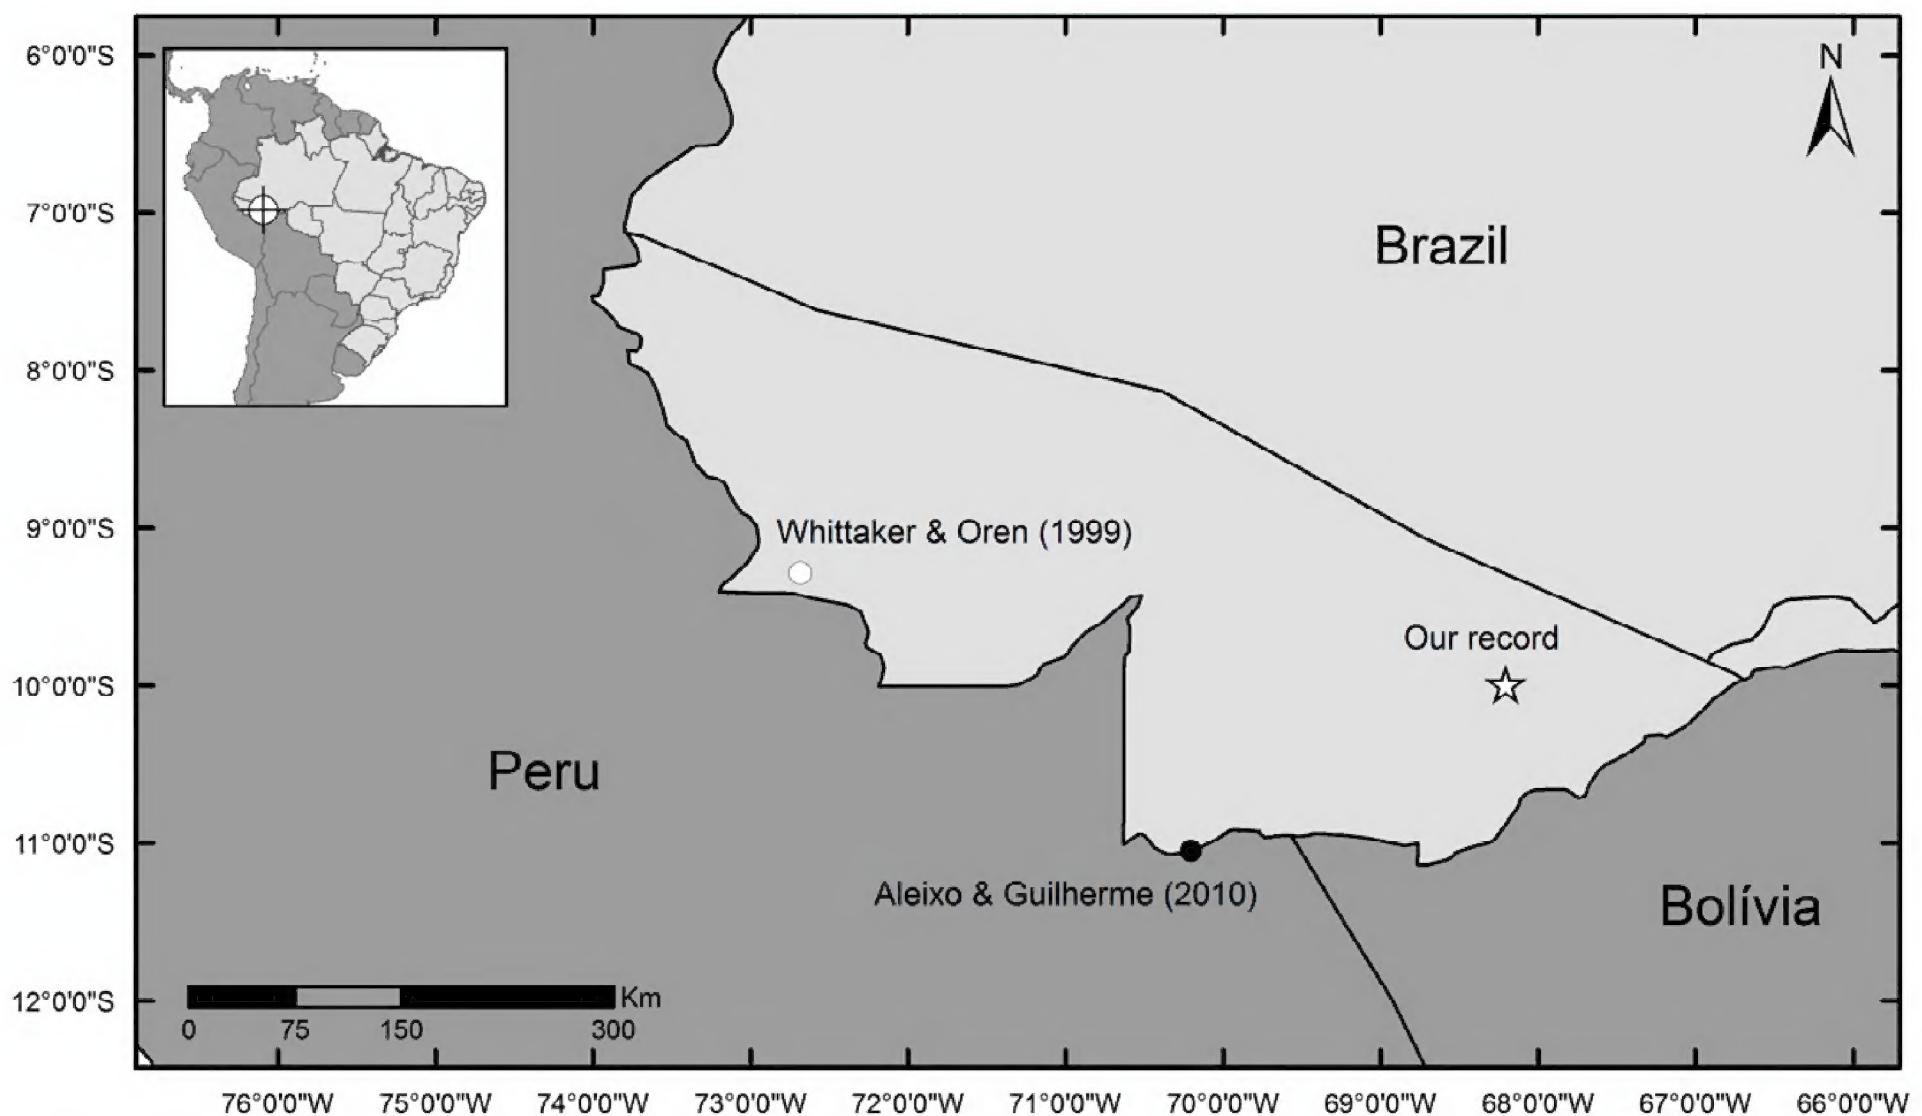 6°0'0"S
N
7°0'0"S
Brazil
8°0'0"S
9°0'0"S
Whittaker & Oren (1999)
Our record
10°0'0"S
Peru
11°0'0"S
Aleixo & Guilherme (2010)
Bolívia
12°0'0"S
Km
0 75 150 300
76°0'0"W 75°0'0"W 74°0'0"W 73°0'0"W 72°0'0"W 71°0'0"W 70°0'0"W 69°0'0"W 68°0'0"W 67°0'0"W 66°0'0"W